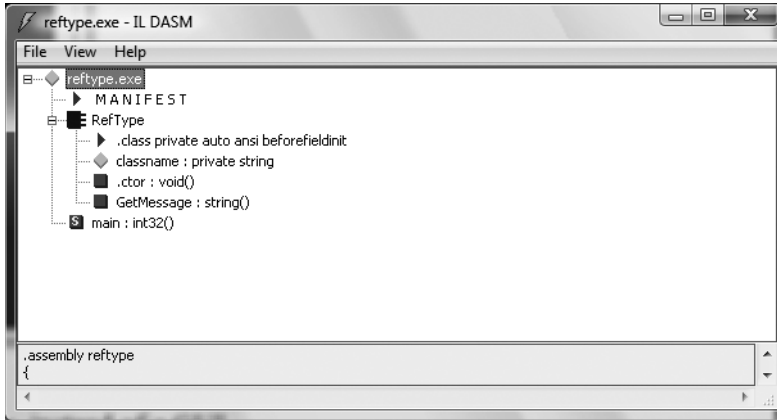 reftype.exe - IL DASM
File View Help
reftype.exe
MANIFEST
RefType
.class private auto ansi beforefieldinit
classname : private string
.ctor : void()
GetMessage : string()
S main : int32()
.assembly reftype
{